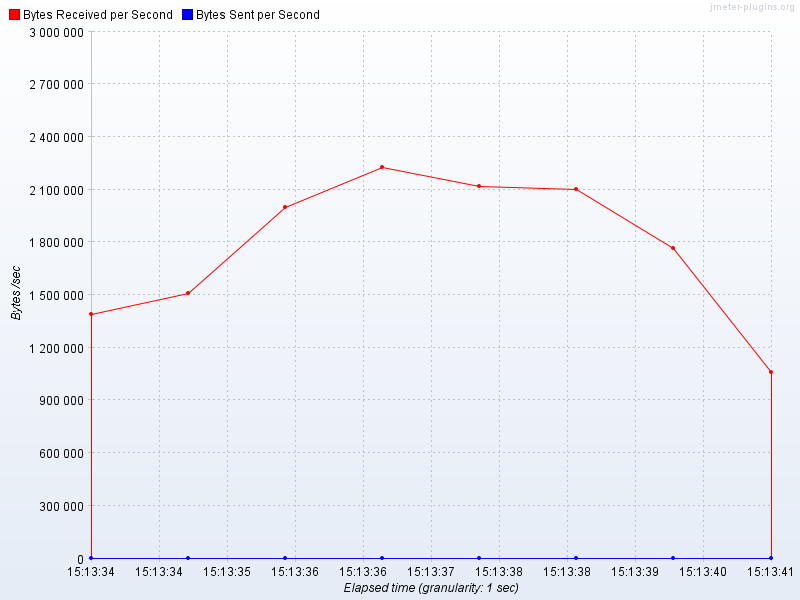 jmeter-plugins.org
Bytes Received per Second Bytes Sent per Second
3 000 000
2 700 000
2 400 000
2 100 000
1 800 000
1 500 000
1 200 000
900 000
600 000
300 000
0
Bytes /sec
15:13:34 15:13:34 15:13:35 15:13:36 15:13:36 15:13:37 15:13:38 15:13:38 15:13:39 15:13:40 15:13:41
Elapsed time (granularity: 1 sec)